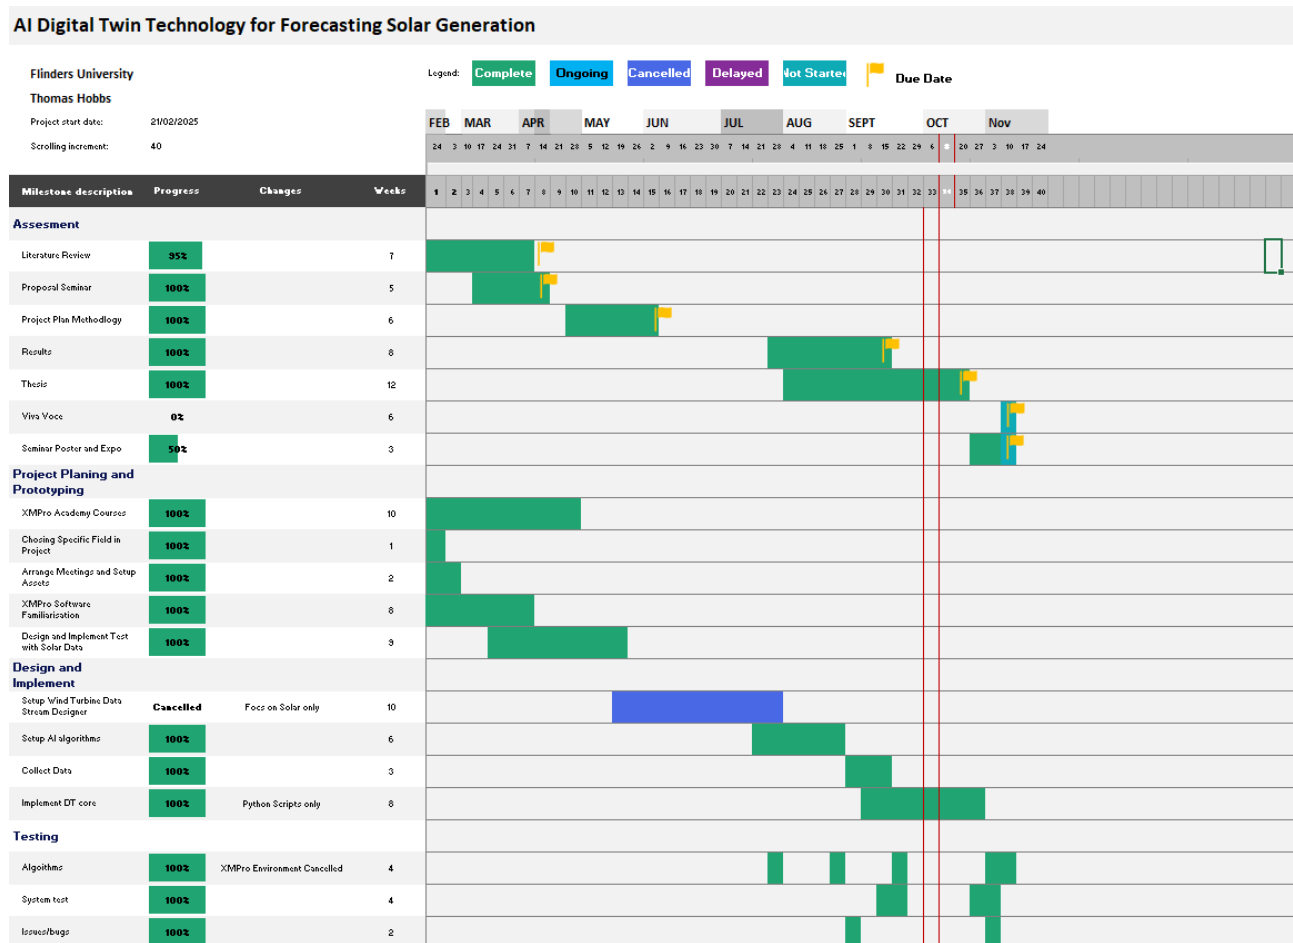 AI Digital Twin Technology for Forecasting Solar Generation
Flinders University
Legend: Complete Ongoing Cancelled Delayed Not Started Due Date
Thomas Hobbs
Project start date: 21/02/2025
FEB MAR APR MAY JUN JUL AUG SEPT OCT Nov
Scrolling increment: 40
24 3 10 17 24 31 7 14 21 28 5 12 19 26 2 9 16 23 30 7 14 21 28 4 11 18 25 1 8 15 22 29 6 20 27 3 10 17 24
Milestone description Progress Changes Weeks 1 2 3 4 5 6 7 8 9 10 11 12 13 14 15 16 17 18 19 20 21 22 23 24 25 26 27 28 29 30 31 32 33 34 35 36 37 38 39 40
Assesment
Literature Review 95% 7
Proposal Seminar 100% 5
Project Plan Methodlogy 100% 6
Results 100% 8
Thesis 100% 12
Viva Voce 0% 6
Seminar Poster and Expo 50% 3
Project Planing and
Prototyping
XMPro Academy Courses 100% 10
Chosing Specific Field in
Project 100% 1
Arrange Meetings and Setup
Assets 100% 2
XMPro Software
Familiarisation 100% 8
Design and Implement Test
with Solar Data 100% 9
Design and
Implement
Setup Wind Turbine Data
Stream Designer Cancelled Focs on Solar only 10
Setup AI algorithms 100% 6
Collect Data 100% 3
Implement DT core 100% Python Scripts only 8
Testing
Algoithms 100% XMPro Environment Cancelled 4
System test 100% 4
Issues/bugs 100% 2